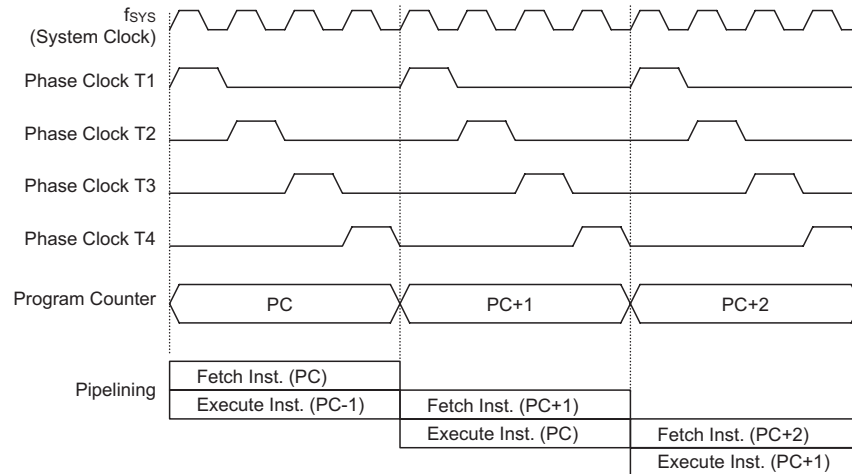 fSYS
(System Clock)
Phase Clock T1
Phase Clock T2
Phase Clock T3
Phase Clock T4
Program Counter
PC
PC+1
PC+2
Pipelining
Fetch Inst. (PC)
Execute Inst. (PC-1)
Fetch Inst. (PC+1)
Execute Inst. (PC)
Fetch Inst. (PC+2)
Execute Inst. (PC+1)